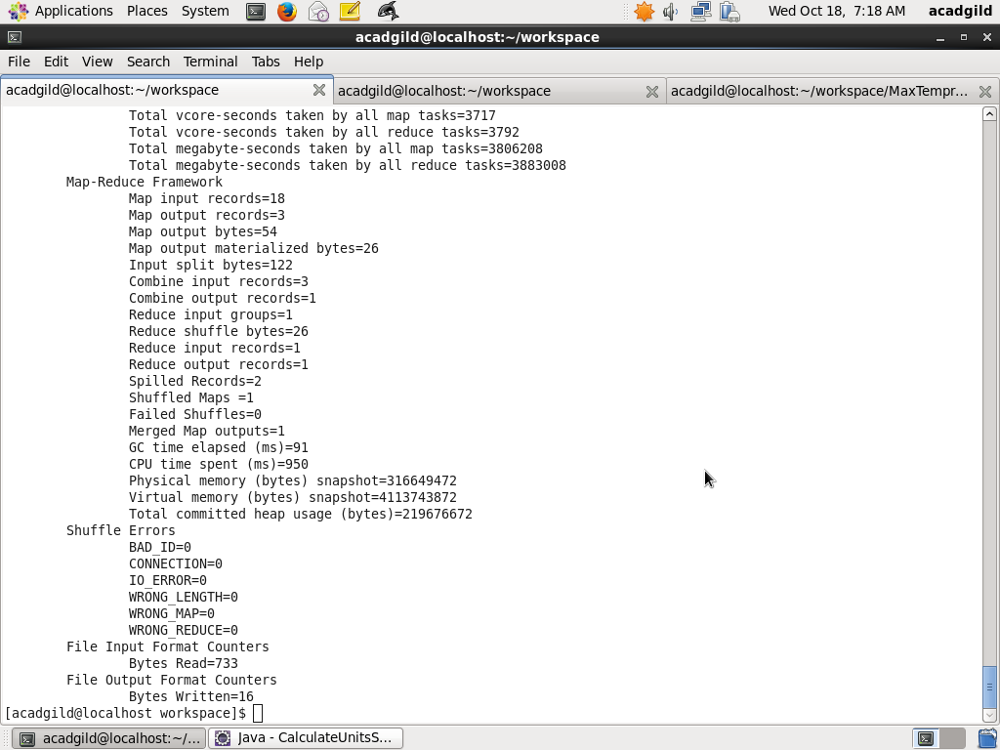 Applications Places System Wed Oct 18, 7:18 AM acadgild
acadgild@localhost:~/workspace
File Edit View Search Terminal Tabs Help
acadgild@localhost:~/workspace acadgild@localhost:~/workspace acadgild@localhost:~/workspace/MaxTempr...
Total vcore-seconds taken by all map tasks=3717
Total vcore-seconds taken by all reduce tasks=3792
Total megabyte-seconds taken by all map tasks=3806208
Total megabyte-seconds taken by all reduce tasks=3883008
Map-Reduce Framework
Map input records=18
Map output records=3
Map output bytes=54
Map output materialized bytes=26
Input split bytes=122
Combine input records=3
Combine output records=1
Reduce input groups=1
Reduce shuffle bytes=26
Reduce input records=1
Reduce output records=1
Spilled Records=2
Shuffled Maps =1
Failed Shuffles=0
Merged Map outputs=1
GC time elapsed (ms)=91
CPU time spent (ms)=950
Physical memory (bytes) snapshot=316649472
Virtual memory (bytes) snapshot=4113743872
Total committed heap usage (bytes)=219676672
Shuffle Errors
BAD_ID=0
CONNECTION=0
IO_ERROR=0
WRONG_LENGTH=0
WRONG_MAP=0
WRONG_REDUCE=0
File Input Format Counters
Bytes Read=733
File Output Format Counters
Bytes Written=16
[acadgild@localhost workspace]$
acadgild@localhost:~/... Java - CalculateUnitsS...